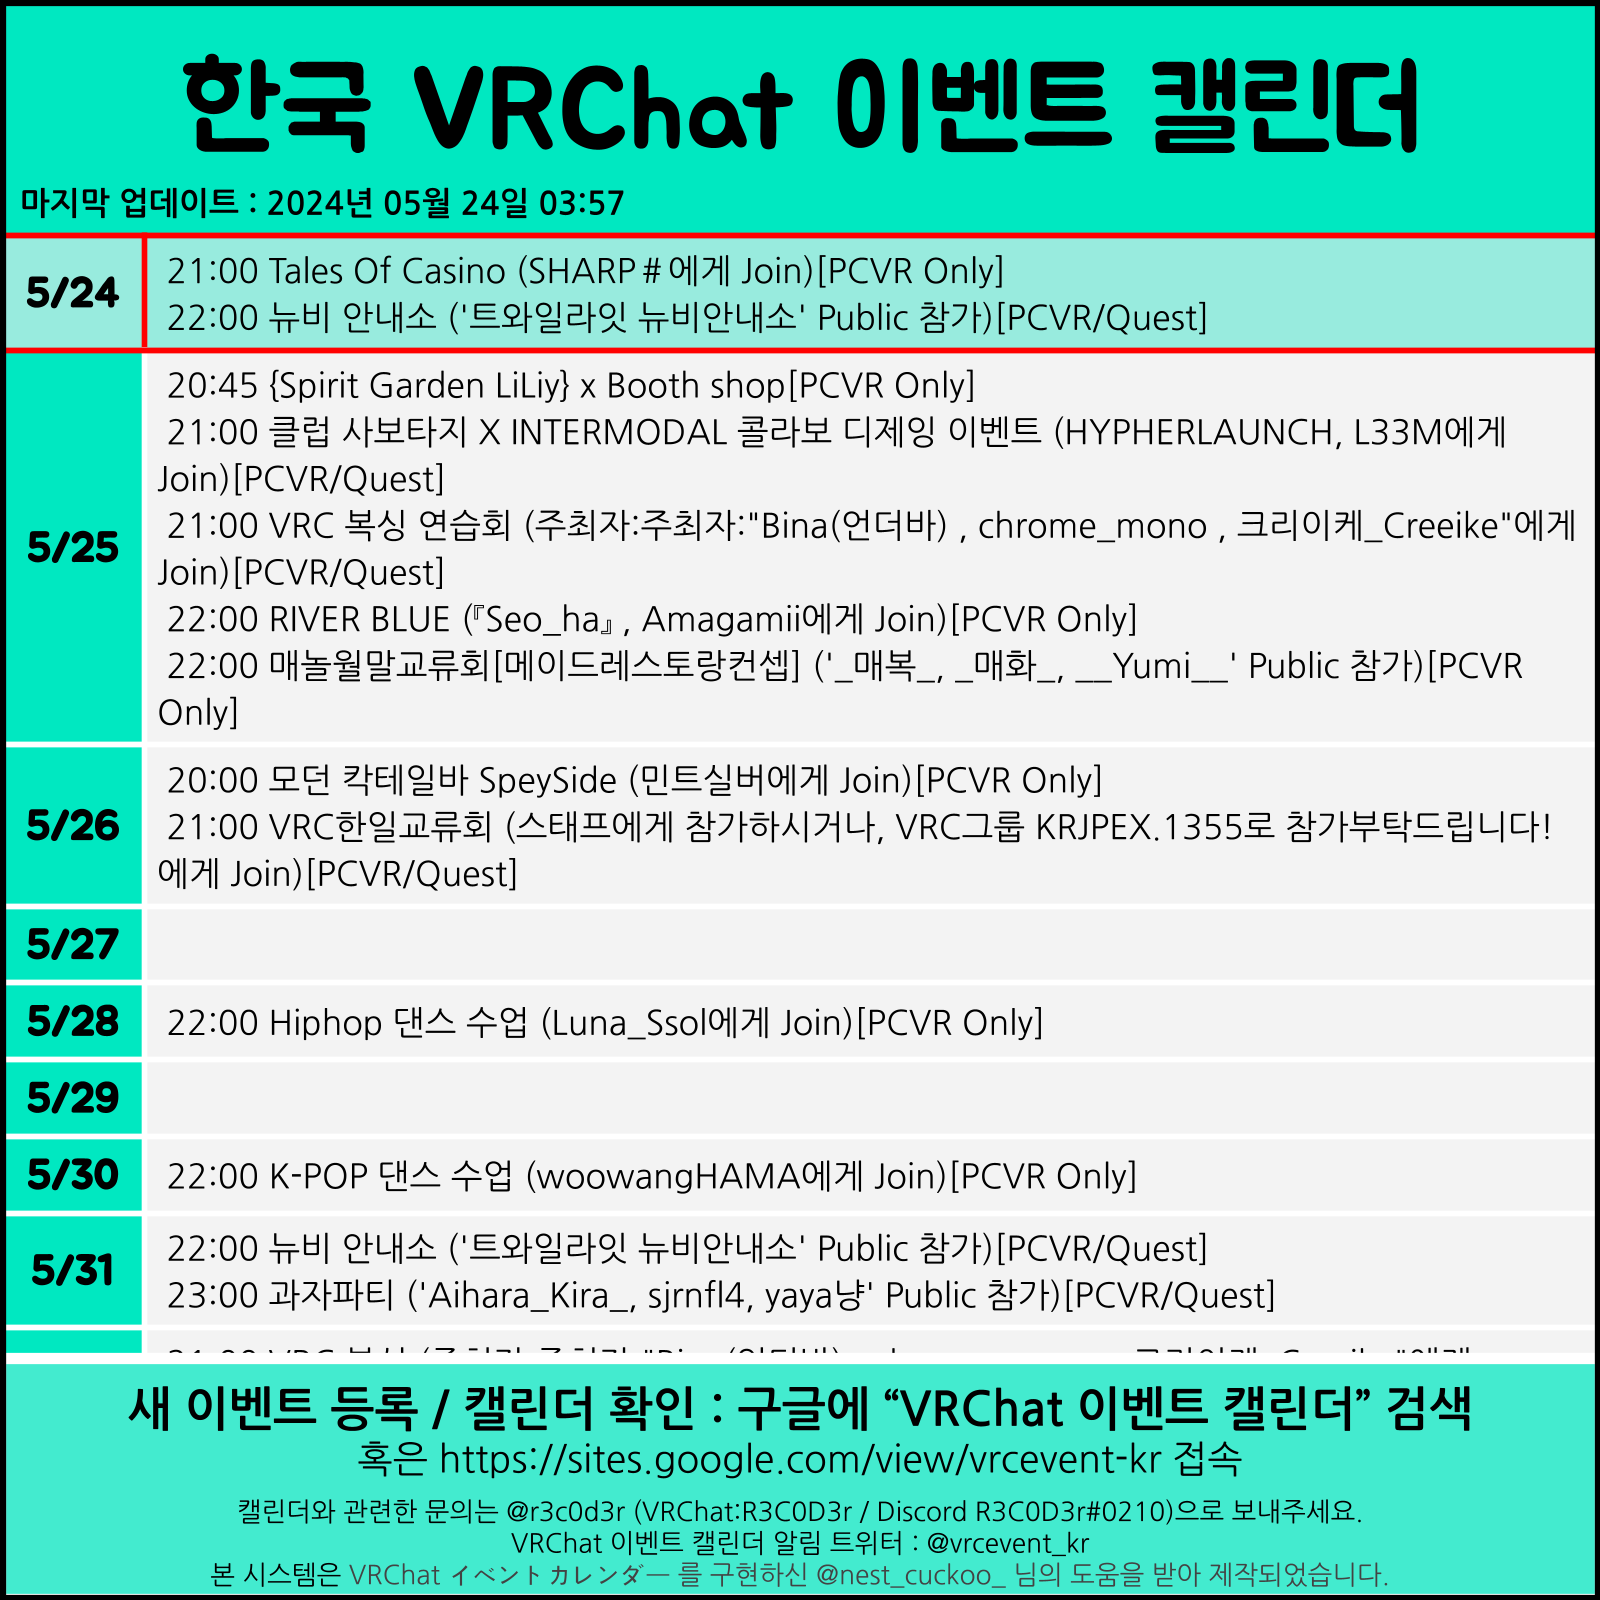 한국 VRChat 이벤트 캘린더
마지막 업데이트 : 2024년 05월 24일 03:57
5/24
21:00 Tales Of Casino (SHARP＃에게 Join)[PCVR Only]
22:00 뉴비 안내소 ('트와일라잇 뉴비안내소' Public 참가)[PCVR/Quest]
5/25
20:45 {Spirit Garden LiLiy} x Booth shop[PCVR Only]
21:00 클럽 사보타지 X INTERMODAL 콜라보 디제잉 이벤트 (HYPHERLAUNCH, L33M에게
Join)[PCVR/Quest]
21:00 VRC 복싱 연습회 (주최자:주최자:"Bina(언더바) , chrome_mono , 크리이케_Creeike"에게
Join)[PCVR/Quest]
22:00 RIVER BLUE (『Seo_ha』, Amagamii에게 Join)[PCVR Only]
22:00 매놀월말교류회[메이드레스토랑컨셉] ('_매복_, _매화_, __Yumi__' Public 참가)[PCVR
Only]
5/26
20:00 모던 칵테일바 SpeySide (민트실버에게 Join)[PCVR Only]
21:00 VRC한일교류회 (스태프에게 참가하시거나, VRC그룹 KRJPEX.1355로 참가부탁드립니다!
에게 Join)[PCVR/Quest]
5/27
5/28
22:00 Hiphop 댄스 수업 (Luna_Ssol에게 Join)[PCVR Only]
5/29
5/30
22:00 K-POP 댄스 수업 (woowangHAMA에게 Join)[PCVR Only]
5/31
22:00 뉴비 안내소 ('트와일라잇 뉴비안내소' Public 참가)[PCVR/Quest]
23:00 과자파티 ('Aihara_Kira_, sjrnfl4, yaya냥' Public 참가)[PCVR/Quest]
새 이벤트 등록 / 캘린더 확인 : 구글에 “VRChat 이벤트 캘린더” 검색
혹은 https://sites.google.com/view/vrcevent-kr 접속
캘린더와 관련한 문의는 @r3c0d3r (VRChat:R3C0D3r / Discord R3C0D3r#0210)으로 보내주세요.
VRChat 이벤트 캘린더 알림 트위터 : @vrcevent_kr
본 시스템은 VRChat イベントカレンダー 를 구현하신 @nest_cuckoo_ 님의 도움을 받아 제작되었습니다.